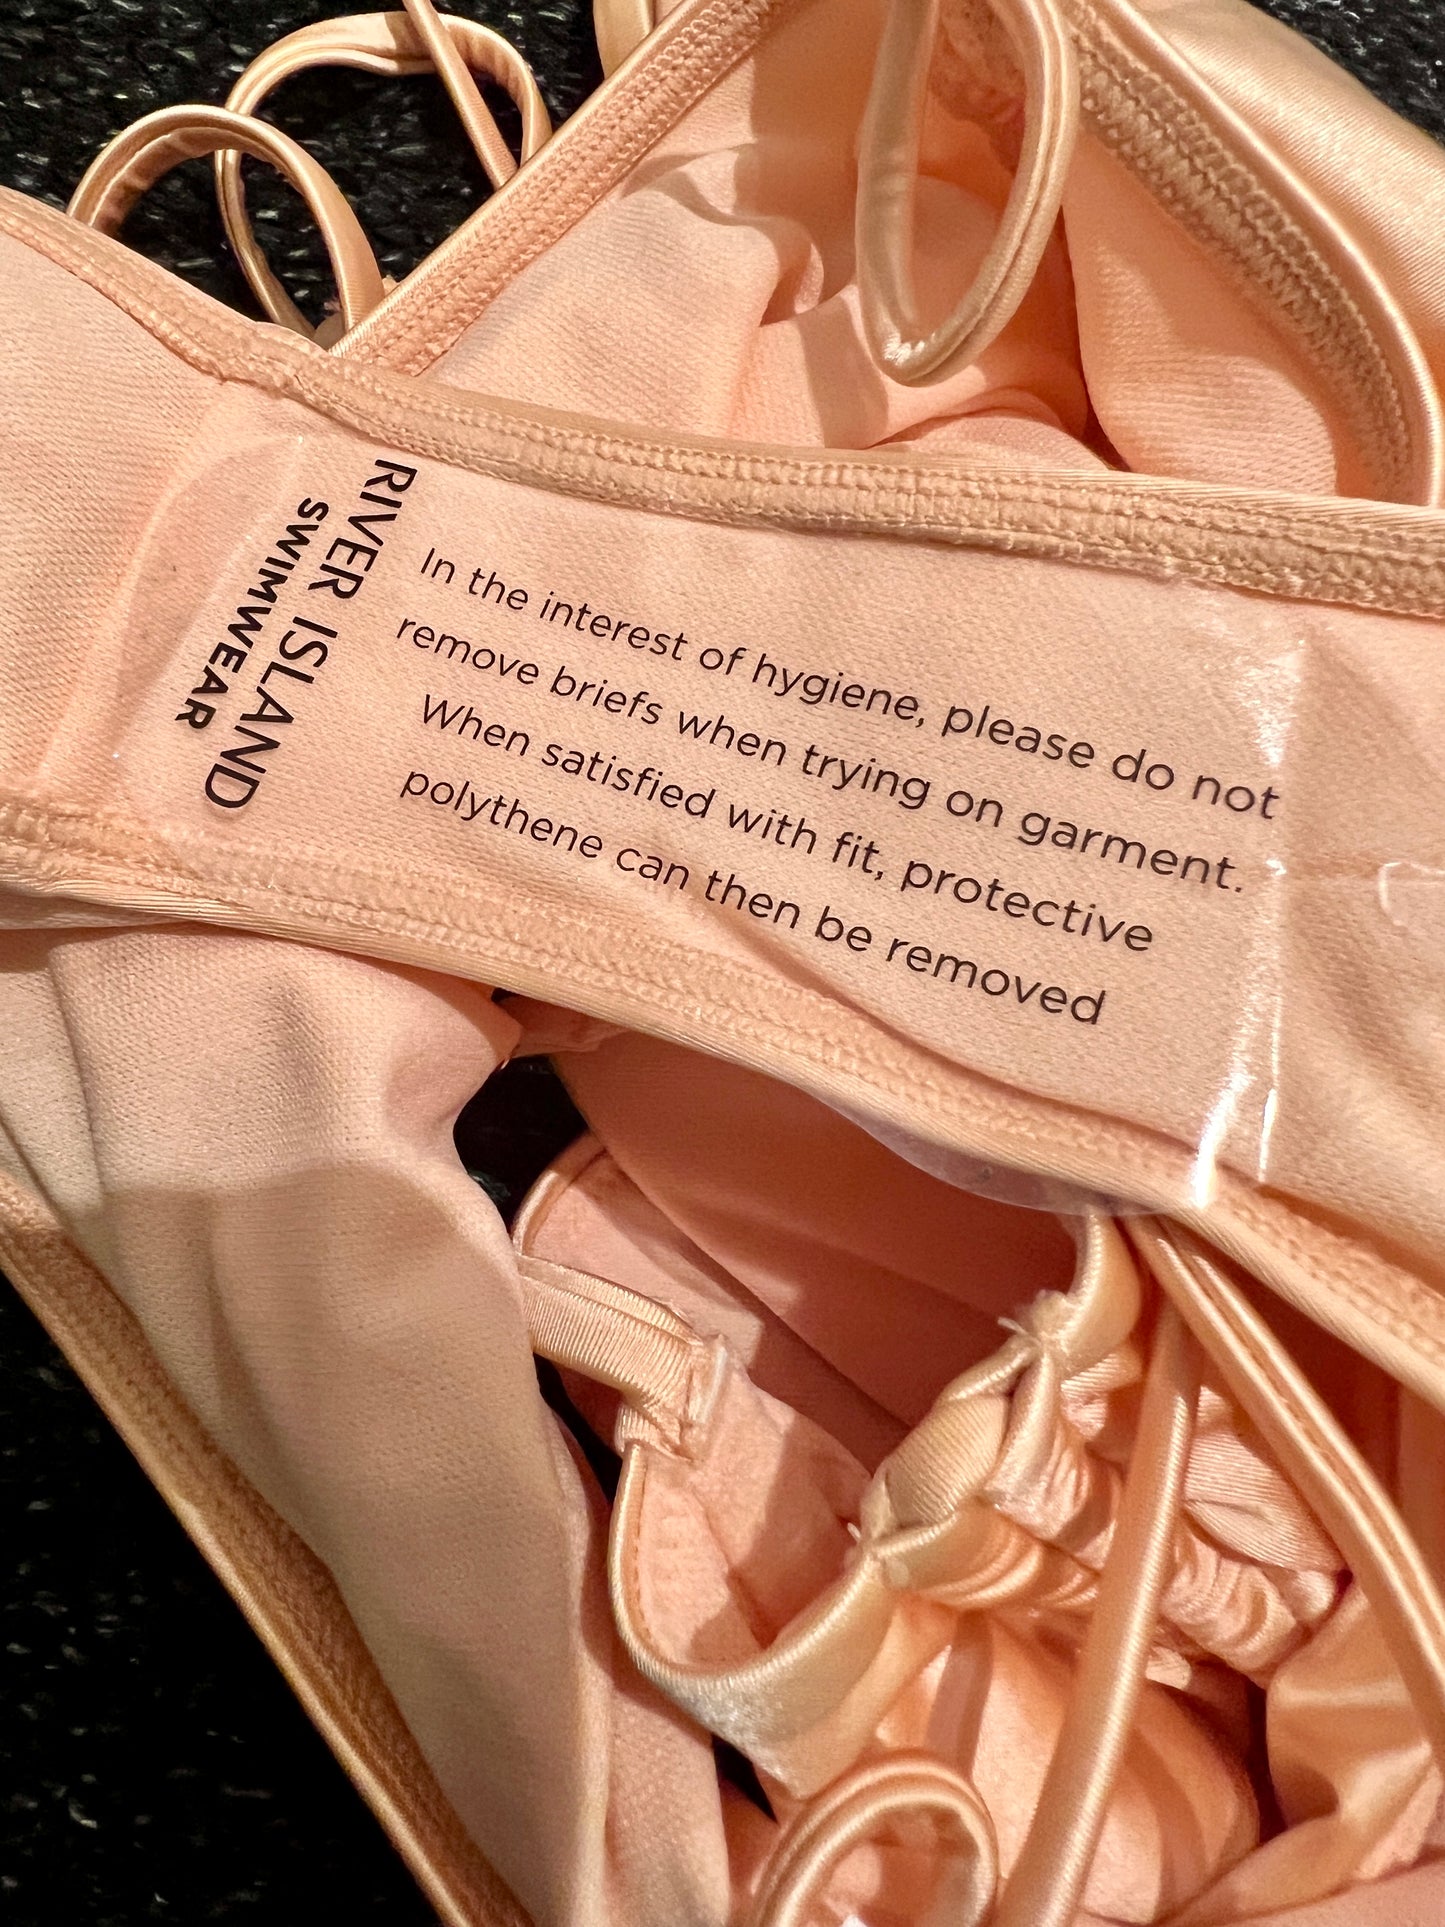 RIVER ISLAND
SWIMWEAR
In the interest of hygiene, please do not
remove briefs when trying on garment.
When satisfied with fit, protective
polythene can then be removed